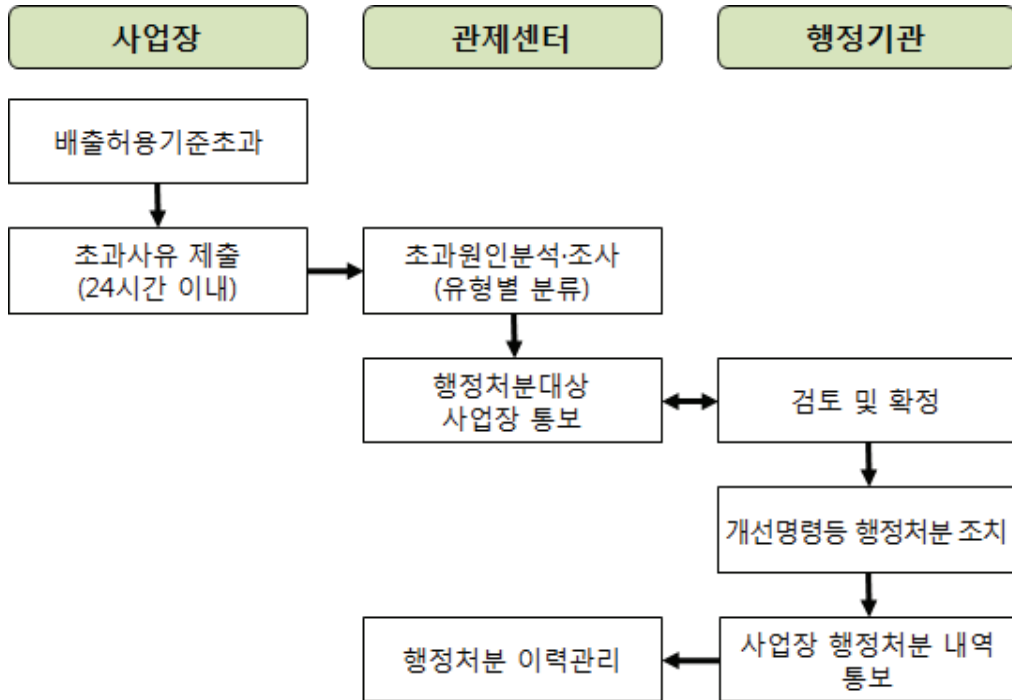 사업장
관제센터
행정기관
배출허용기준초과
초과사유 제출
(24시간 이내)
초과원인분석·조사
(유형별 분류)
행정처분대상
사업장 통보
검토 및 확정
개선명령등 행정처분 조치
사업장 행정처분 내역
통보
행정처분 이력관리